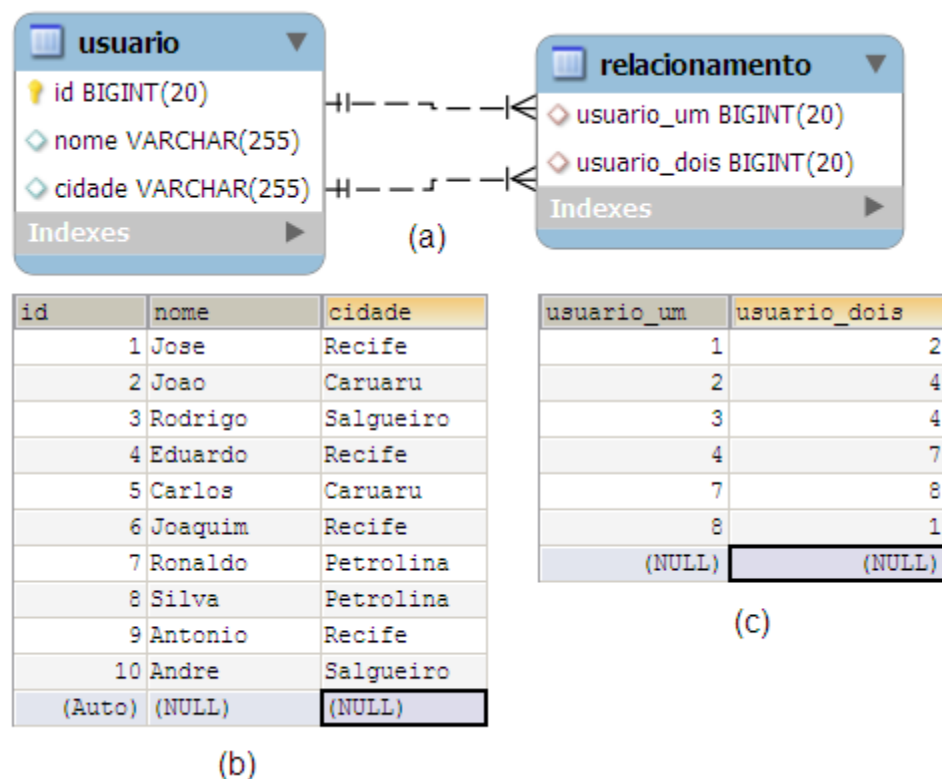 usuario
id BIGINT(20)
nome VARCHAR(255)
cidade VARCHAR(255)
Indexes
relacionamento
usuario_um BIGINT(20)
usuario_dois BIGINT(20)
Indexes
(a)
id nome cidade
1 Jose Recife
2 Joao Caruaru
3 Rodrigo Salgueiro
4 Eduardo Recife
5 Carlos Caruaru
6 Joaquim Recife
7 Ronaldo Petrolina
8 Silva Petrolina
9 Antonio Recife
10 Andre Salgueiro
(Auto) (NULL) (NULL)
(b)
usuario_um usuario_dois
1 2
2 4
3 4
4 7
7 8
8 1
(NULL) (NULL)
(c)